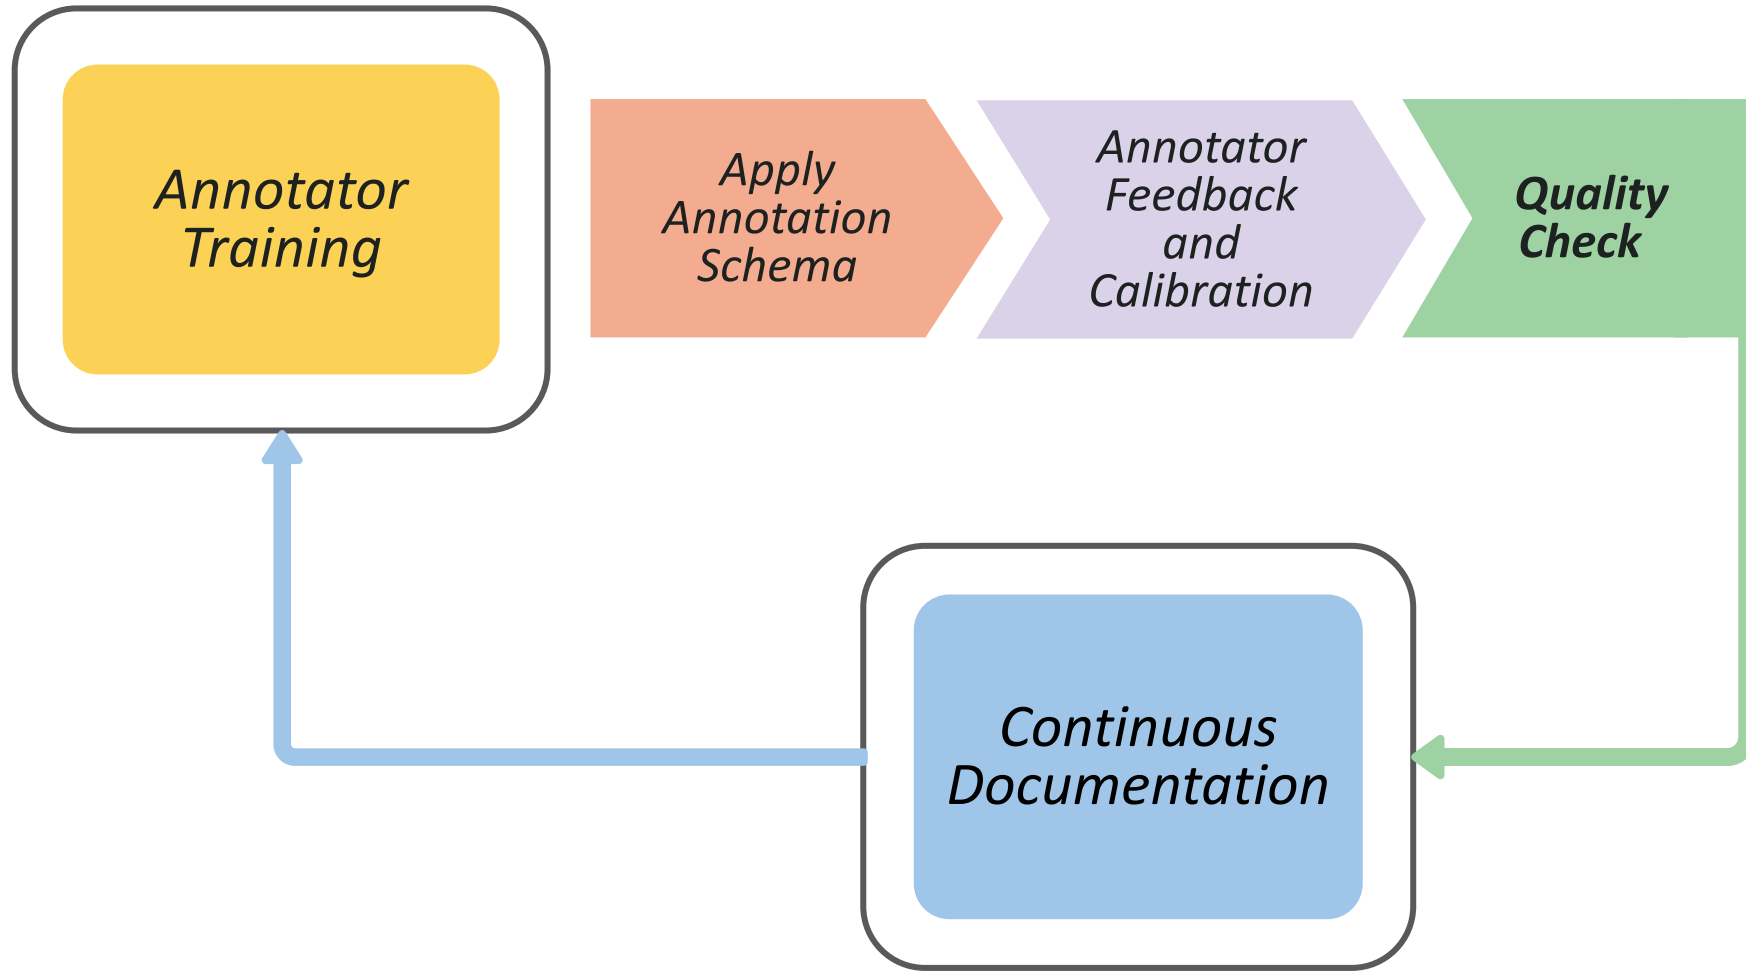 Annotator
Training
Apply
Annotation
Schema
Annotator
Feedback
and
Calibration
Quality
Check
Continuous
Documentation